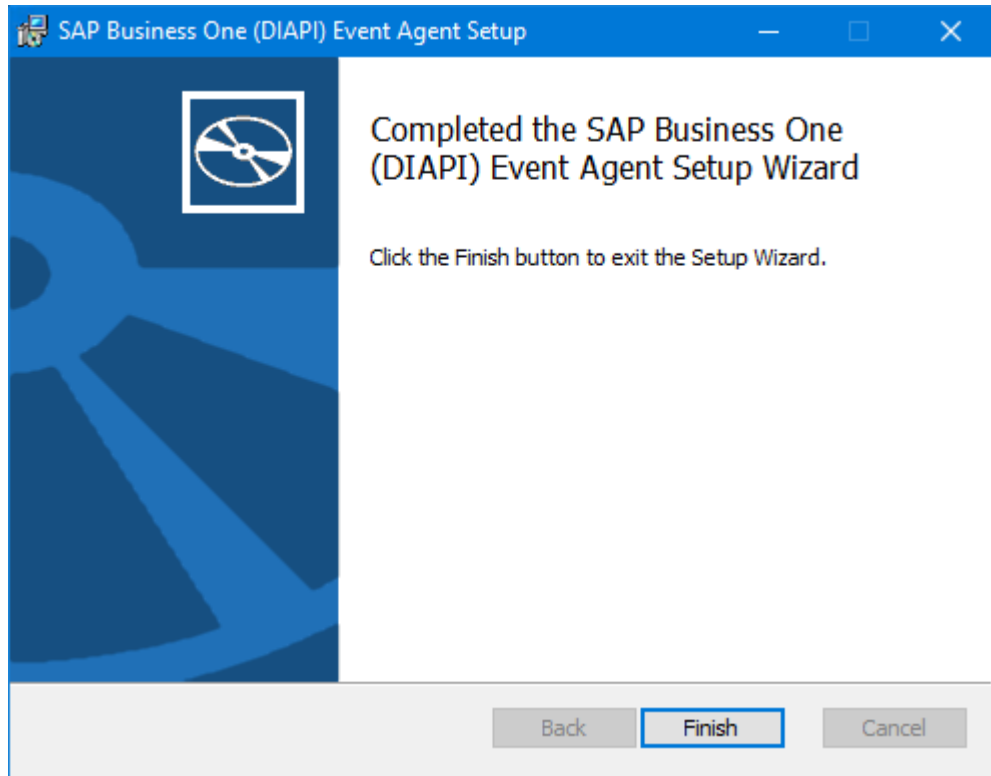 SAP Business One (DIAPI) Event Agent Setup
Completed the SAP Business One
(DIAPI) Event Agent Setup Wizard
Click the Finish button to exit the Setup Wizard.
Back Finish Cancel